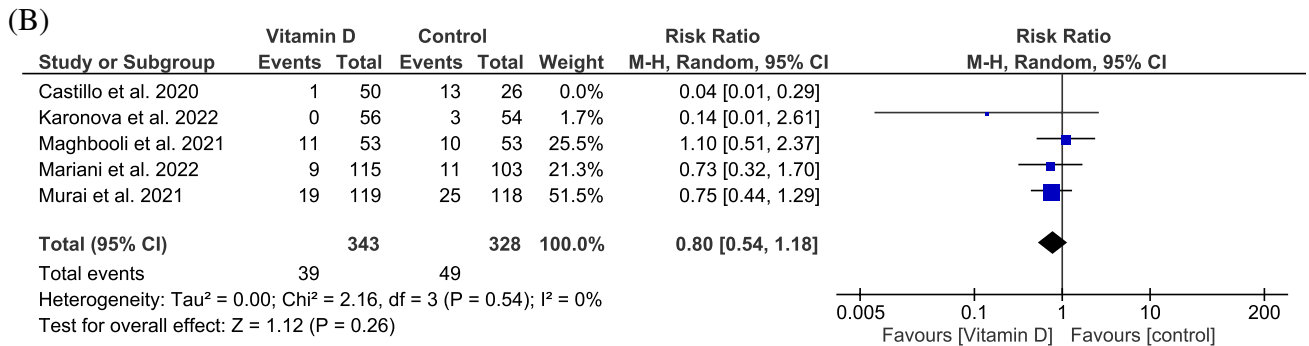 (B)
Vitamin D Control Risk Ratio Risk Ratio
Study or Subgroup Events Total Events Total Weight M-H, Random, 95% CI M-H, Random, 95% CI
Castillo et al. 2020 1 50 13 26 0.0% 0.04 [0.01, 0.29]
Karonova et al. 2022 0 56 3 54 1.7% 0.14 [0.01, 2.61]
Maghbooli et al. 2021 11 53 10 53 25.5% 1.10 [0.51, 2.37]
Mariani et al. 2022 9 115 11 103 21.3% 0.73 [0.32, 1.70]
Murai et al. 2021 19 119 25 118 51.5% 0.75 [0.44, 1.29]
Total (95% CI) 343 328 100.0% 0.80 [0.54, 1.18]
Total events 39 49
Heterogeneity: Tau² = 0.00; Chi² = 2.16, df = 3 (P = 0.54); I² = 0%
Test for overall effect: Z = 1.12 (P = 0.26)
0.005 0.1 1 10 200
Favours [Vitamin D] Favours [control]